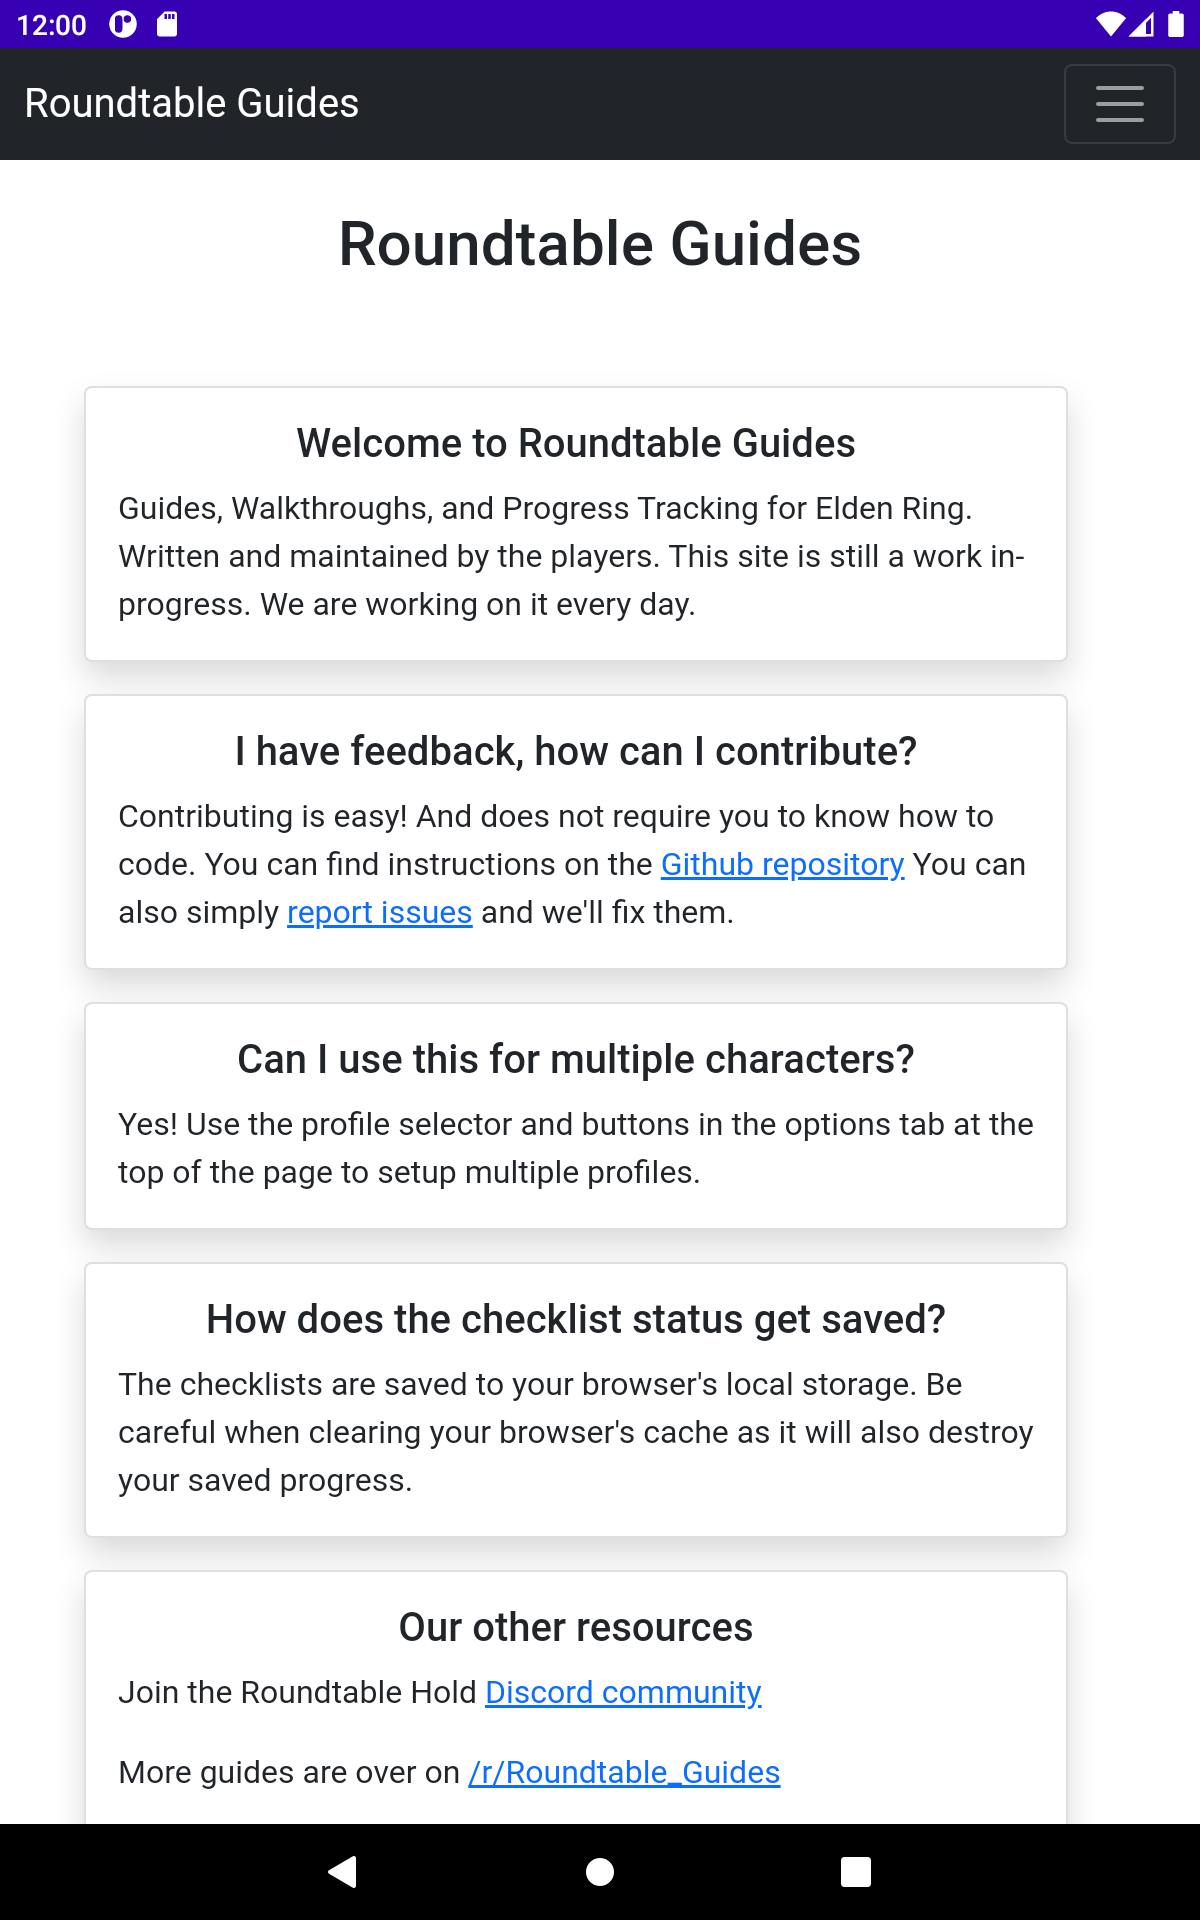 12:00
Roundtable Guides
Roundtable Guides
Welcome to Roundtable Guides
Guides, Walkthroughs, and Progress Tracking for Elden Ring.
Written and maintained by the players. This site is still a work in-
progress. We are working on it every day.
I have feedback, how can I contribute?
Contributing is easy! And does not require you to know how to
code. You can find instructions on the Github repository You can
also simply report issues and we'll fix them.
Can I use this for multiple characters?
Yes! Use the profile selector and buttons in the options tab at the
top of the page to setup multiple profiles.
How does the checklist status get saved?
The checklists are saved to your browser's local storage. Be
careful when clearing your browser's cache as it will also destroy
your saved progress.
Our other resources
Join the Roundtable Hold Discord community
More guides are over on /r/Roundtable_Guides